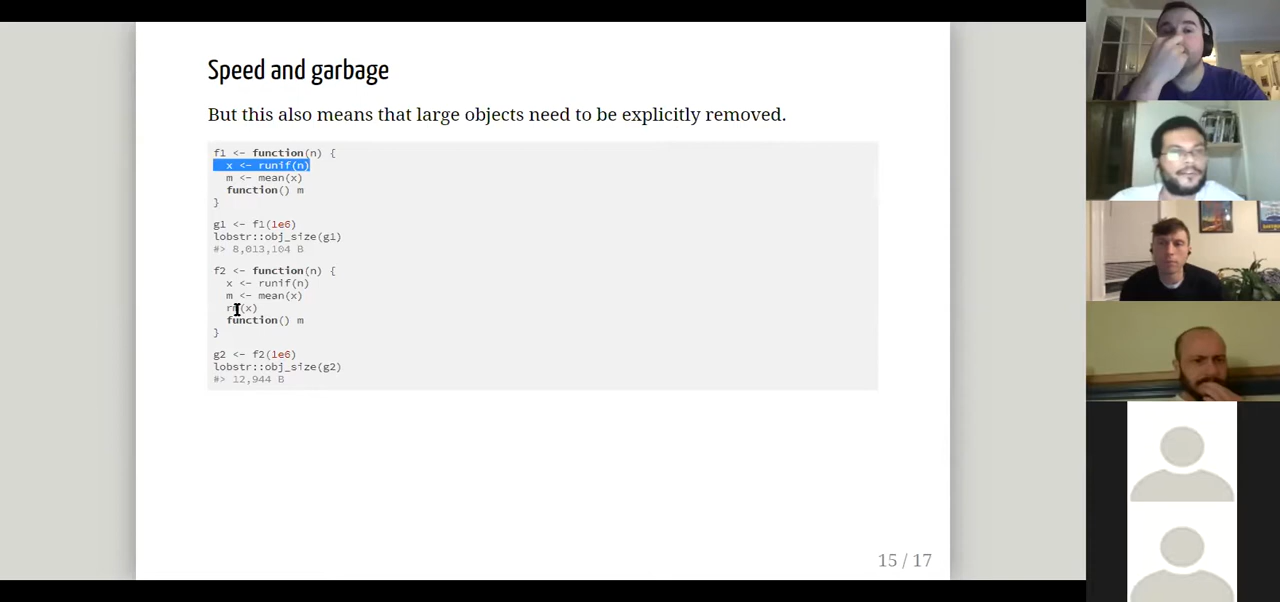 Speed and garbage
But this also means that large objects need to be explicitly removed.
f1 <- function(n) {
x <- runif(n)
m <- mean(x)
function() m
}
g1 <- f1(1e6)
lobstr::obj_size(g1)
#> 8,013,104 B
f2 <- function(n) {
x <- runif(n)
m <- mean(x)
rm(x)
function() m
}
g2 <- f2(1e6)
lobstr::obj_size(g2)
#> 12,944 B
15 / 17